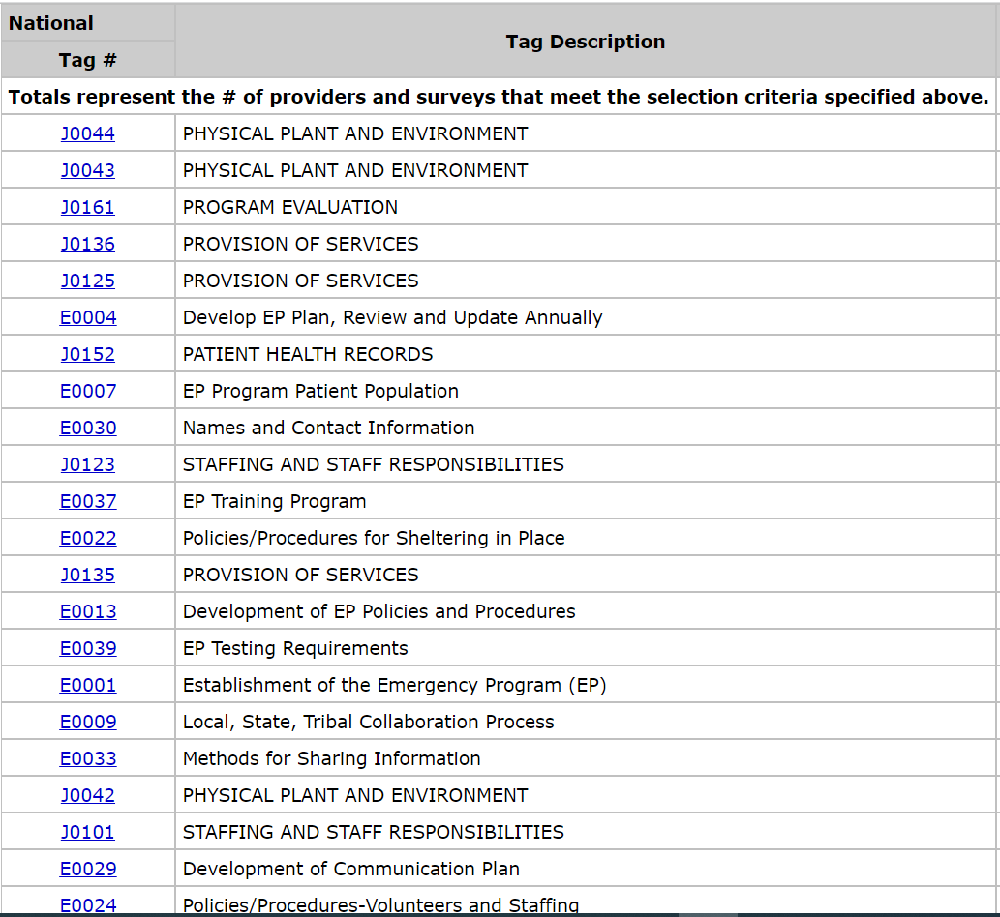 National
Tag #
Tag Description
Totals represent the # of providers and surveys that meet the selection criteria specified above.
J0044 PHYSICAL PLANT AND ENVIRONMENT
J0043 PHYSICAL PLANT AND ENVIRONMENT
J0161 PROGRAM EVALUATION
J0136 PROVISION OF SERVICES
J0125 PROVISION OF SERVICES
E0004 Develop EP Plan, Review and Update Annually
J0152 PATIENT HEALTH RECORDS
E0007 EP Program Patient Population
E0030 Names and Contact Information
J0123 STAFFING AND STAFF RESPONSIBILITIES
E0037 EP Training Program
E0022 Policies/Procedures for Sheltering in Place
J0135 PROVISION OF SERVICES
E0013 Development of EP Policies and Procedures
E0039 EP Testing Requirements
E0001 Establishment of the Emergency Program (EP)
E0009 Local, State, Tribal Collaboration Process
E0033 Methods for Sharing Information
J0042 PHYSICAL PLANT AND ENVIRONMENT
J0101 STAFFING AND STAFF RESPONSIBILITIES
E0029 Development of Communication Plan
E0024 Policies/Procedures-Volunteers and Staffing